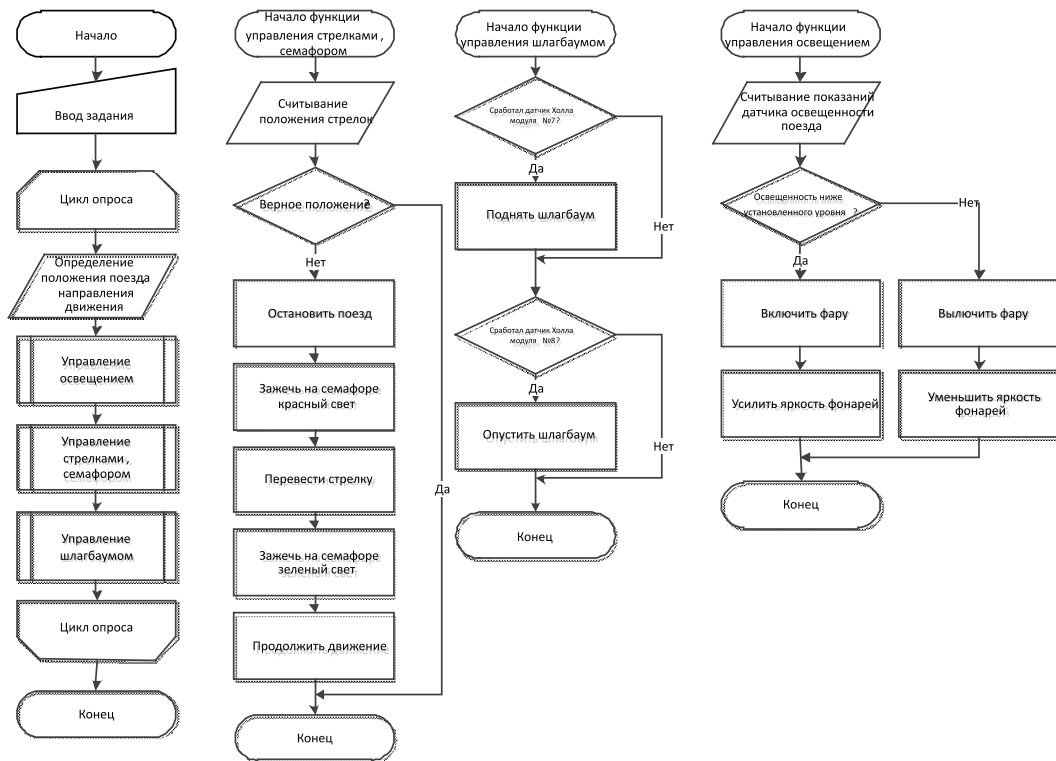 Начало
Ввод задания
Цикл опроса
Определение
положения поезда
направления
движения
Управление
освещением
Управление
стрелками,
семафором
Управление
шлагбаумом
Цикл опроса
Конец
Начало функции
управления стрелками,
семафором
Считывание
положения стрелок
Верное положение?
Нет
Да
Остановить поезд
Зажечь на семафоре
красный свет
Перевести стрелку
Зажечь на семафоре
зеленый свет
Продолжить движение
Конец
Начало функции
управления шлагбаумом
Сработал датчик Холла
модуля №7?
Да
Нет
Поднять шлагбаум
Сработал датчик Холла
модуля №8?
Да
Нет
Опустить шлагбаум
Конец
Начало функции
управления освещением
Считывание показаний
датчика освещенности
поезда
Освещенность ниже
установленного уровня ?
Нет
Да
Включить фару
Вылючить фару
Усилить яркость фонарей
Уменьшить яркость
фонарей
Конец